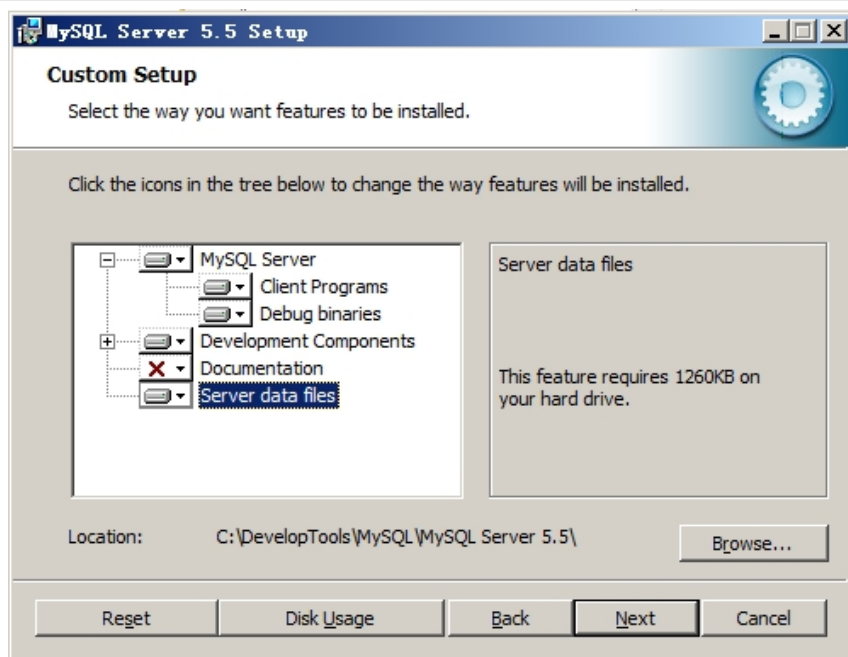 MySQL Server 5.5 Setup
Custom Setup
Select the way you want features to be installed.
Click the icons in the tree below to change the way features will be installed.
MySQL Server
Client Programs
Debug binaries
Development Components
Documentation
Server data files
Server data files
This feature requires 1260KB on
your hard drive.
Location: C:\DevelopTools\MySQL\MySQL Server 5.5\
Browse...
Reset Disk Usage Back Next Cancel